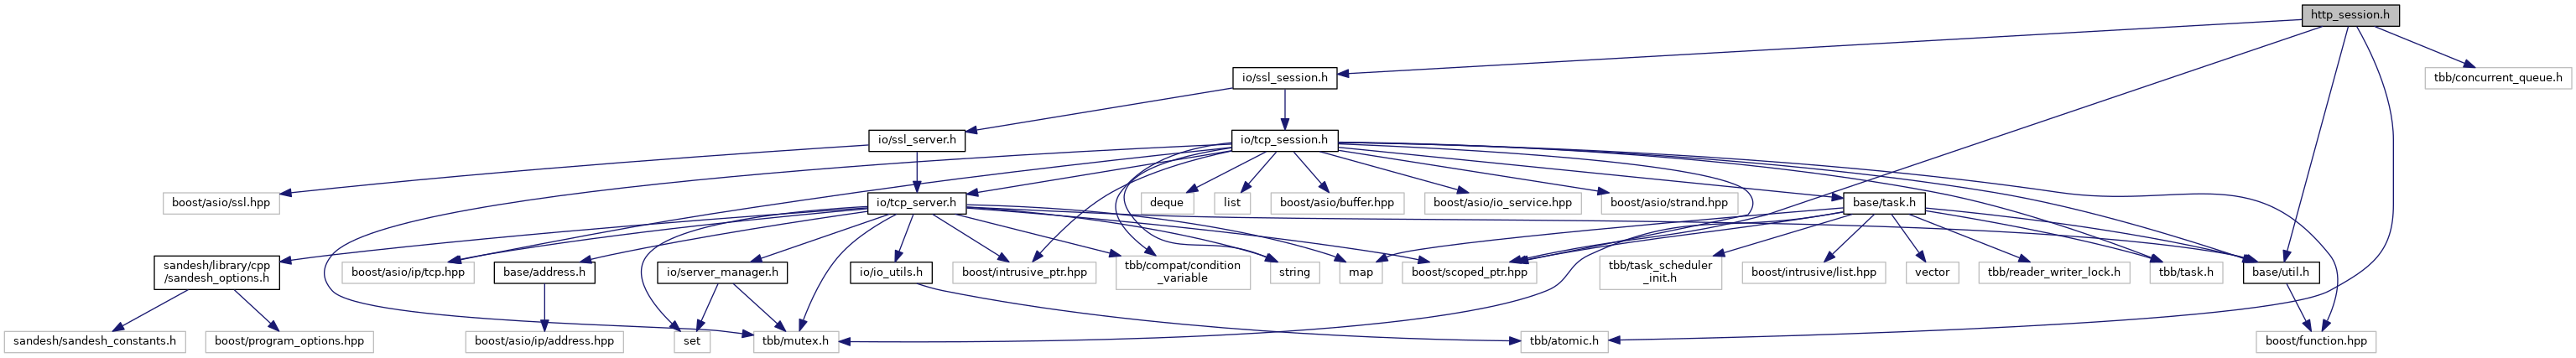 http_session.h
io/ssl_session.h
tbb/concurrent_queue.h
io/ssl_server.h
io/tcp_session.h
boost/asio/ssl.hpp
io/tcp_server.h
deque
list
boost/asio/buffer.hpp
boost/asio/io_service.hpp
boost/asio/strand.hpp
base/task.h
sandesh/library/cpp
/sandesh_options.h
boost/asio/ip/tcp.hpp
base/address.h
io/server_manager.h
io/io_utils.h
boost/intrusive_ptr.hpp
tbb/compat/condition
_variable
string
map
boost/scoped_ptr.hpp
tbb/task_scheduler
_init.h
boost/intrusive/list.hpp
vector
tbb/reader_writer_lock.h
tbb/task.h
base/util.h
sandesh/sandesh_constants.h
boost/program_options.hpp
boost/asio/ip/address.hpp
set
tbb/mutex.h
tbb/atomic.h
boost/function.hpp